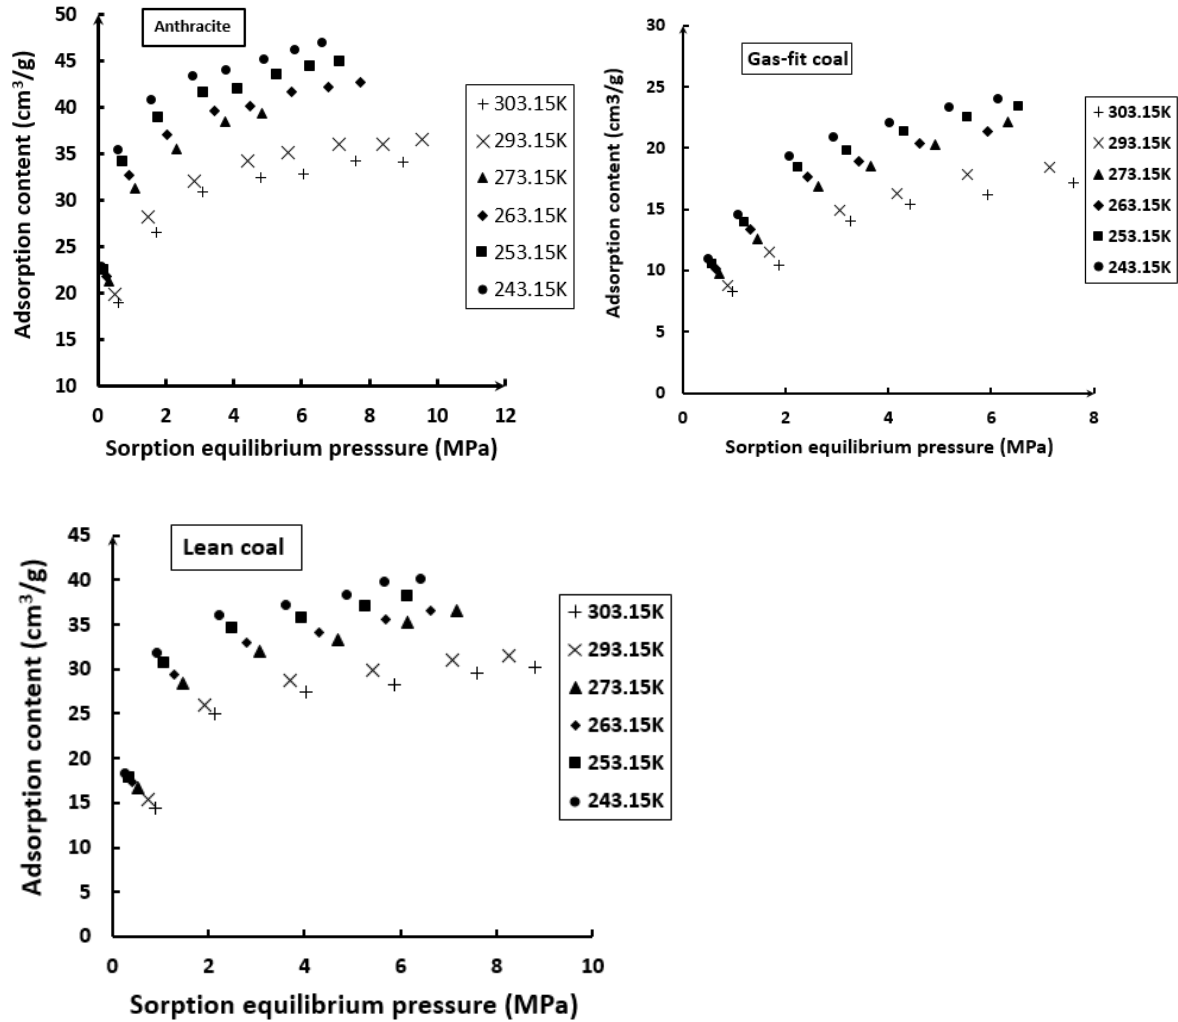 Anthracite
Adsorption content (cm³/g)
50
45
40
35
30
25
20
15
10
0 2 4 6 8 10 12
Sorption equilibrium presssure (MPa)
303.15K
293.15K
273.15K
263.15K
253.15K
243.15K
Gas-fit coal
Adsorption content (cm3/g)
30
25
20
15
10
5
0
0 2 4 6 8
Sorption equilibrium pressure (MPa)
303.15K
293.15K
273.15K
263.15K
253.15K
243.15K
Lean coal
Adsorption content (cm³/g)
45
40
35
30
25
20
15
10
5
0
0 2 4 6 8 10
Sorption equilibrium pressure (MPa)
303.15K
293.15K
273.15K
263.15K
253.15K
243.15K